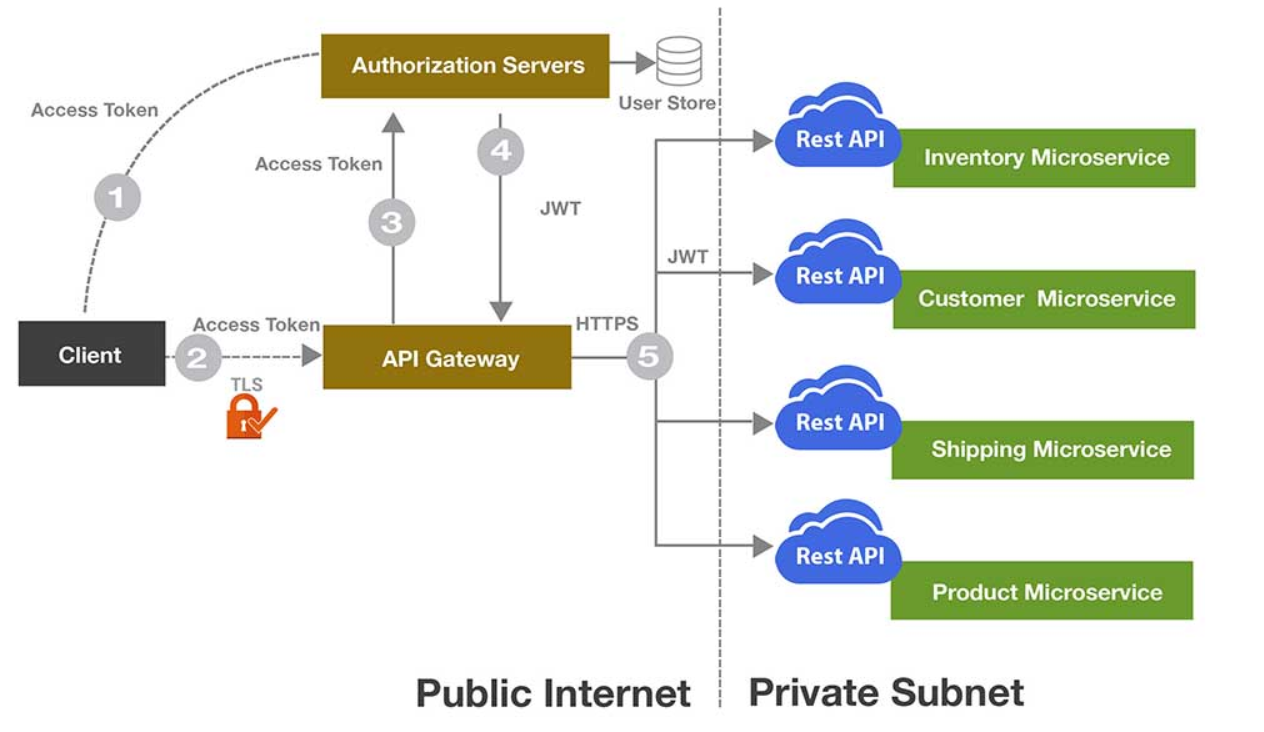 Authorization Servers
User Store
Access Token
1
Access Token
3
4
JWT
Rest API
Inventory Microservice
JWT
Rest API
Customer Microservice
Client
2
Access Token
TLS
API Gateway
HTTPS
5
Rest API
Shipping Microservice
Rest API
Product Microservice
Public Internet
Private Subnet